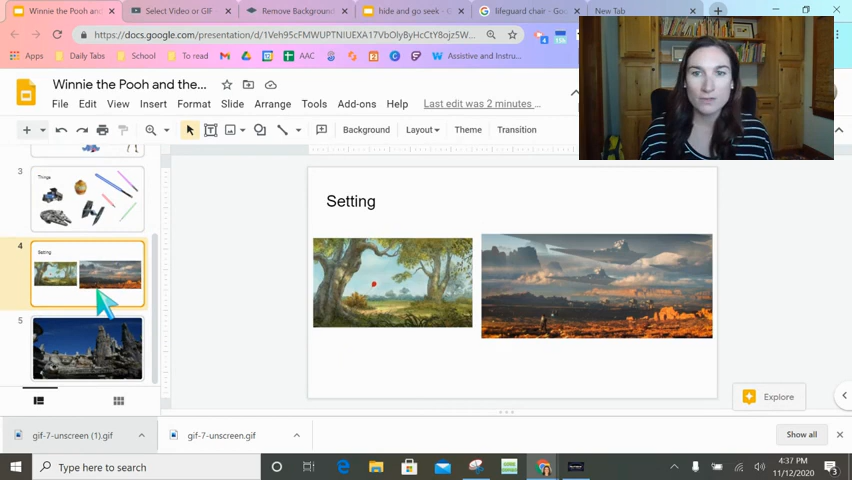 Winnie the Pooh and the
Select Video or GIF
Remove Background
hide and go seek - G
lifeguard chair - Goo
New Tab
https://docs.google.com/presentation/d/1Veh95cFMWUPTNIUEXA17VbOlyByHcCtY8ojz5W...
Apps
Daily Tabs
School
To read
M
AAC
Assistive and Instru...
Winnie the Pooh and the...
File Edit View Insert Format Slide Arrange Tools Add-ons Help
Last edit was 2 minutes ...
Background Layout Theme Transition
3
Things
4
Setting
5
Setting
Explore
gif-7-unscreen (1).gif
gif-7-unscreen.gif
Show all
Type here to search
4:37 PM
11/12/2020
3